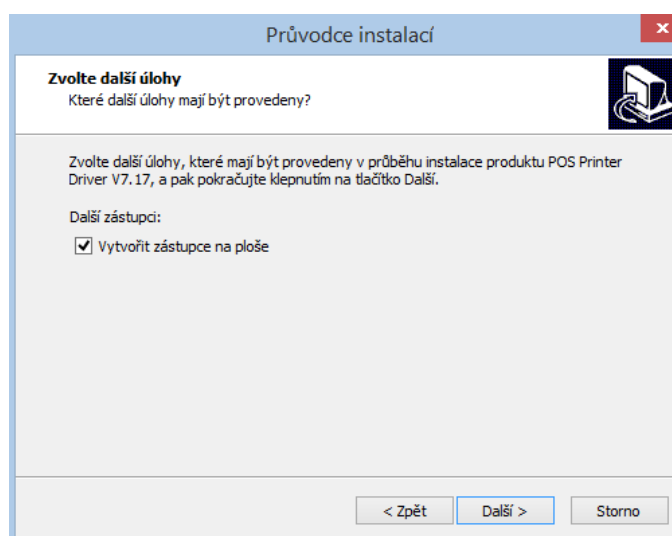 Průvodce instalací
Zvolte další úlohy
Které další úlohy mají být provedeny?
Zvolte další úlohy, které mají být provedeny v průběhu instalace produktu POS Printer
Driver V7.17, a pak pokračujte klepnutím na tlačítko Další.
Další zástupci:
Vytvořit zástupce na ploše
< Zpět
Další >
Storno